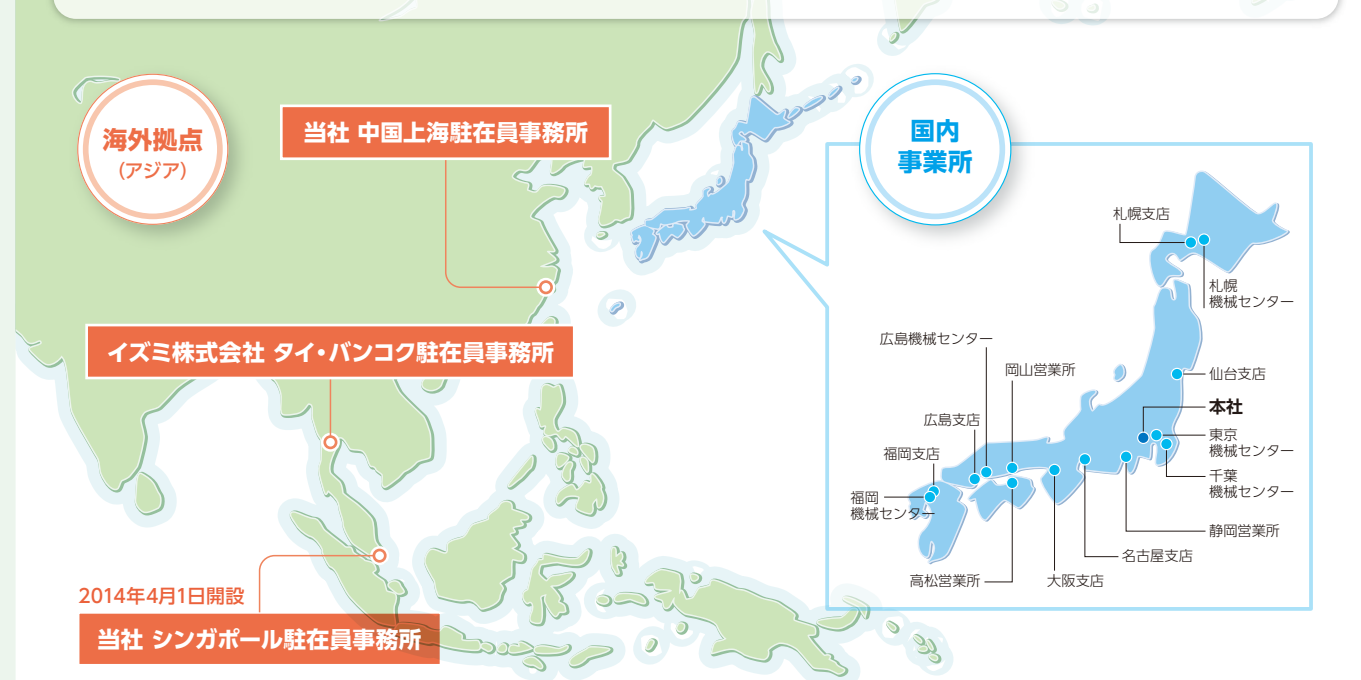 海外拠点
(アジア)
当社 中国上海駐在員事務所
イズミ株式会社 タイ・バンコク駐在員事務所
2014年4月1日開設
当社 シンガポール駐在員事務所
国内
事業所
札幌支店
札幌
機械センター
広島機械センター
岡山営業所
仙台支店
本社
広島支店
東京
機械センター
福岡支店
千葉
機械センター
福岡
機械センター
静岡営業所
名古屋支店
高松営業所
大阪支店